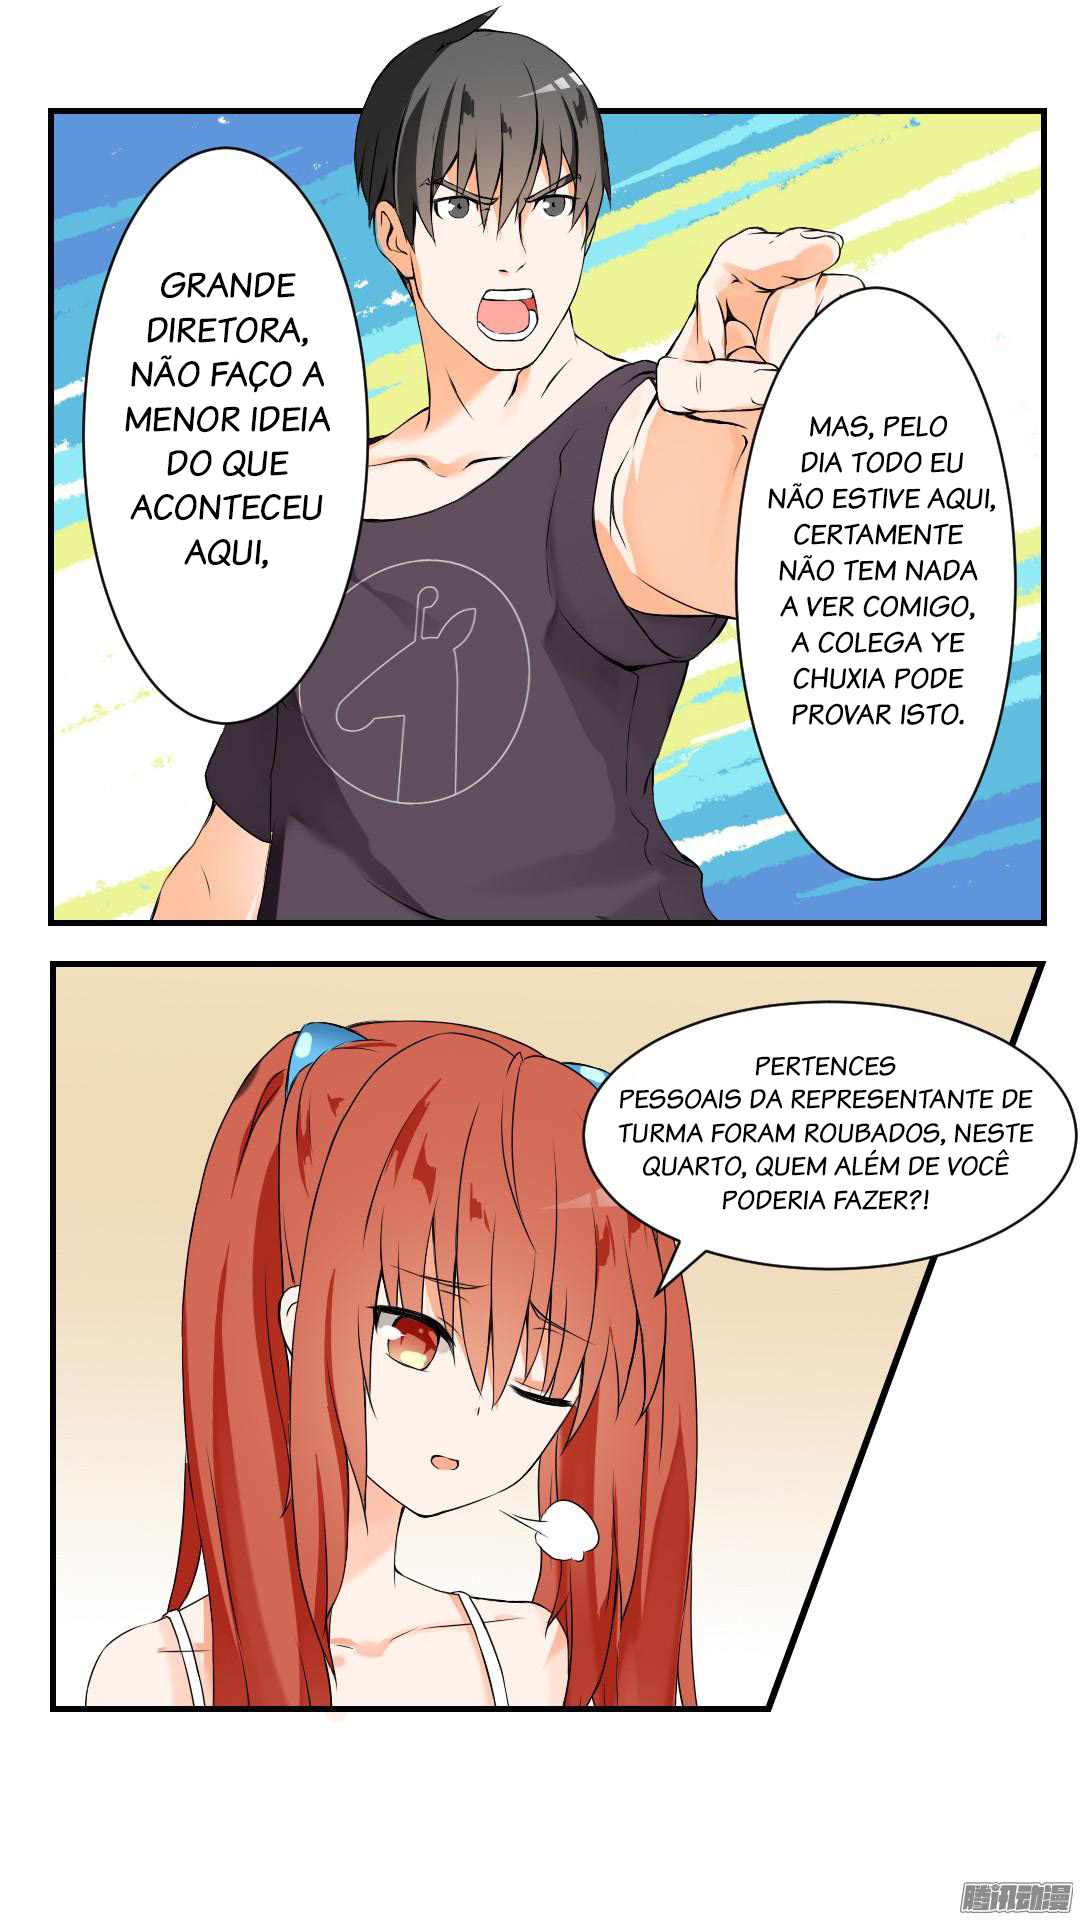 GRANDE
DIRETORA,
NÃO FAÇO A
MENOR IDEIA
DO QUE
ACONTECEU
AQUI,
MAS, PELO
DIA TODO EU
NÃO ESTIVE AQUI,
CERTAMENTE
NÃO TEM NADA
A VER COMIGO,
A COLEGA YE
CHUXIA PODE
PROVAR ISTO.
PERTENCES
PESSOAIS DA REPRESENTANTE DE
TURMA FORAM ROUBADOS, NESTE
QUARTO, QUEM ALÉM DE VOCÊ
PODERIA FAZER?!
腾讯动漫